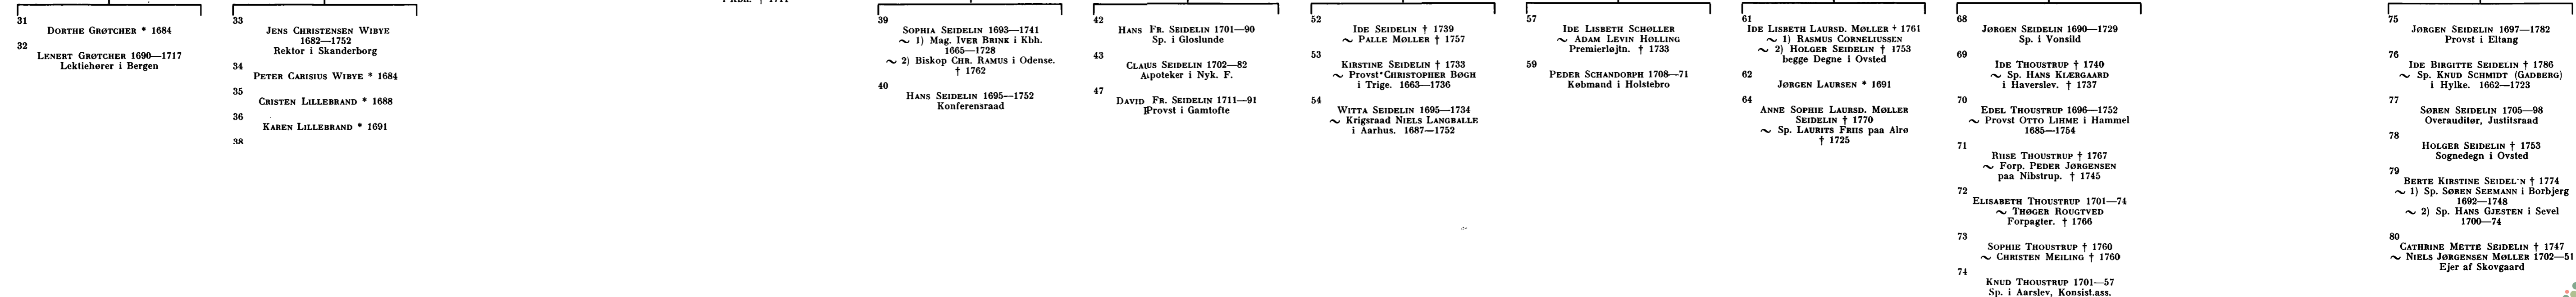 31
DORTHE GRØTCHER * 1684
32
LENERT GRØTCHER 1690—1717
Lektiehører i Bergen
33
JENS CHRISTENSEN WIBYE
1682—1752
Rektor i Skanderborg
34
PETER CARISIUS WIBYE * 1684
35
CRISTEN LILLEBRAND * 1688
36
KAREN LILLEBRAND * 1691
38
i Kbh. † 1711
39
SOPHIA SEIDELIN 1693—1741
~ 1) Mag. IVER BRINK i Kbh.
1665—1728
~ 2) Biskop CHR. RAMUS i Odense.
† 1762
40
HANS SEIDELIN 1695—1752
Konferensraad
42
HANS FR. SEIDELIN 1701—90
Sp. i Gloslunde
43
CLAUS SEIDELIN 1702—82
Apoteker i Nyk. F.
47
DAVID FR. SEIDELIN 1711—91
Provst i Gamtofte
52
IDE SEIDELIN † 1739
~ PALLE MØLLER † 1757
53
KIRSTINE SEIDELIN † 1733
~ Provst CHRISTOPHER BØGH
i Trige. 1663—1736
54
WITTA SEIDELIN 1695—1734
~ Krigsraad NIELS LANGBALLE
i Aarhus. 1687—1752
57
IDE LISBETH SCHØLLER
~ ADAM LEVIN HØLLING
Premierløjtn. † 1733
59
PEDER SCHANDORPH 1708—71
Købmand i Holstebro
61
IDE LISBETH LAURSD. MØLLER † 1761
~ 1) RASMUS CORNELIUSSEN
~ 2) HOLGER SEIDELIN † 1753
begge Degne i Ovsted
62
JØRGEN LAURSEN * 1691
64
ANNE SOPHIE LAURSD. MØLLER
SEIDELIN † 1770
~ Sp. LAURITS FRIIS paa Alrø
† 1725
68
JØRGEN SEIDELIN 1690—1729
Sp. i Vonsild
69
IDE THOUSTRUP † 1740
~ Sp. HANS KIÆRGAARD
i Haverslev. † 1737
70
EDEL THOUSTRUP 1696—1752
~ Provst OTTO LIHME i Hammel
1685—1754
71
RIISE THOUSTRUP † 1767
~ Forp. PEDER JØRGENSEN
paa Nibstrup. † 1745
72
ELISABETH THOUSTRUP 1701—74
~ THØGER ROUGTVED
Forpagter. † 1766
73
SOPHIE THOUSTRUP † 1760
~ CHRISTEN MEILING † 1760
74
KNUD THOUSTRUP 1701—57
Sp. i Aarslev, Konsist.ass.
75
JØRGEN SEIDELIN 1697—1782
Provst i Eltang
76
IDE BIRGITTE SEIDELIN † 1786
~ Sp. KNUD SCHMIDT (GADBERG)
i Hylke. 1662—1723
77
SØREN SEIDELIN 1705—98
Overauditør, Justitsraad
78
HOLGER SEIDELIN † 1753
Sognedegn i Ovsted
79
BERTE KIRSTINE SEIDEL'N † 1774
~ 1) Sp. SØREN SEEMANN i Borbjerg
1692—1748
~ 2) Sp. HANS GJESTEN i Sevel
1700—74
80
CATHRINE METTE SEIDELIN † 1747
~ NIELS JØRGENSEN MØLLER 1702—51
Ejer af Skovgaard